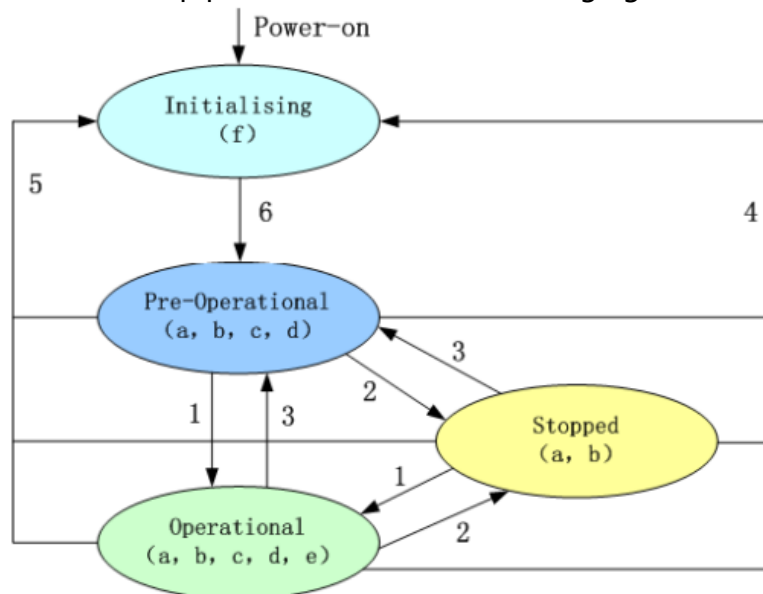 Power-on
Initialising
(f)
5
6
4
Pre-Operational
(a, b, c, d)
3
2
1
3
Stopped
(a, b)
1
Operational
(a, b, c, d, e)
2